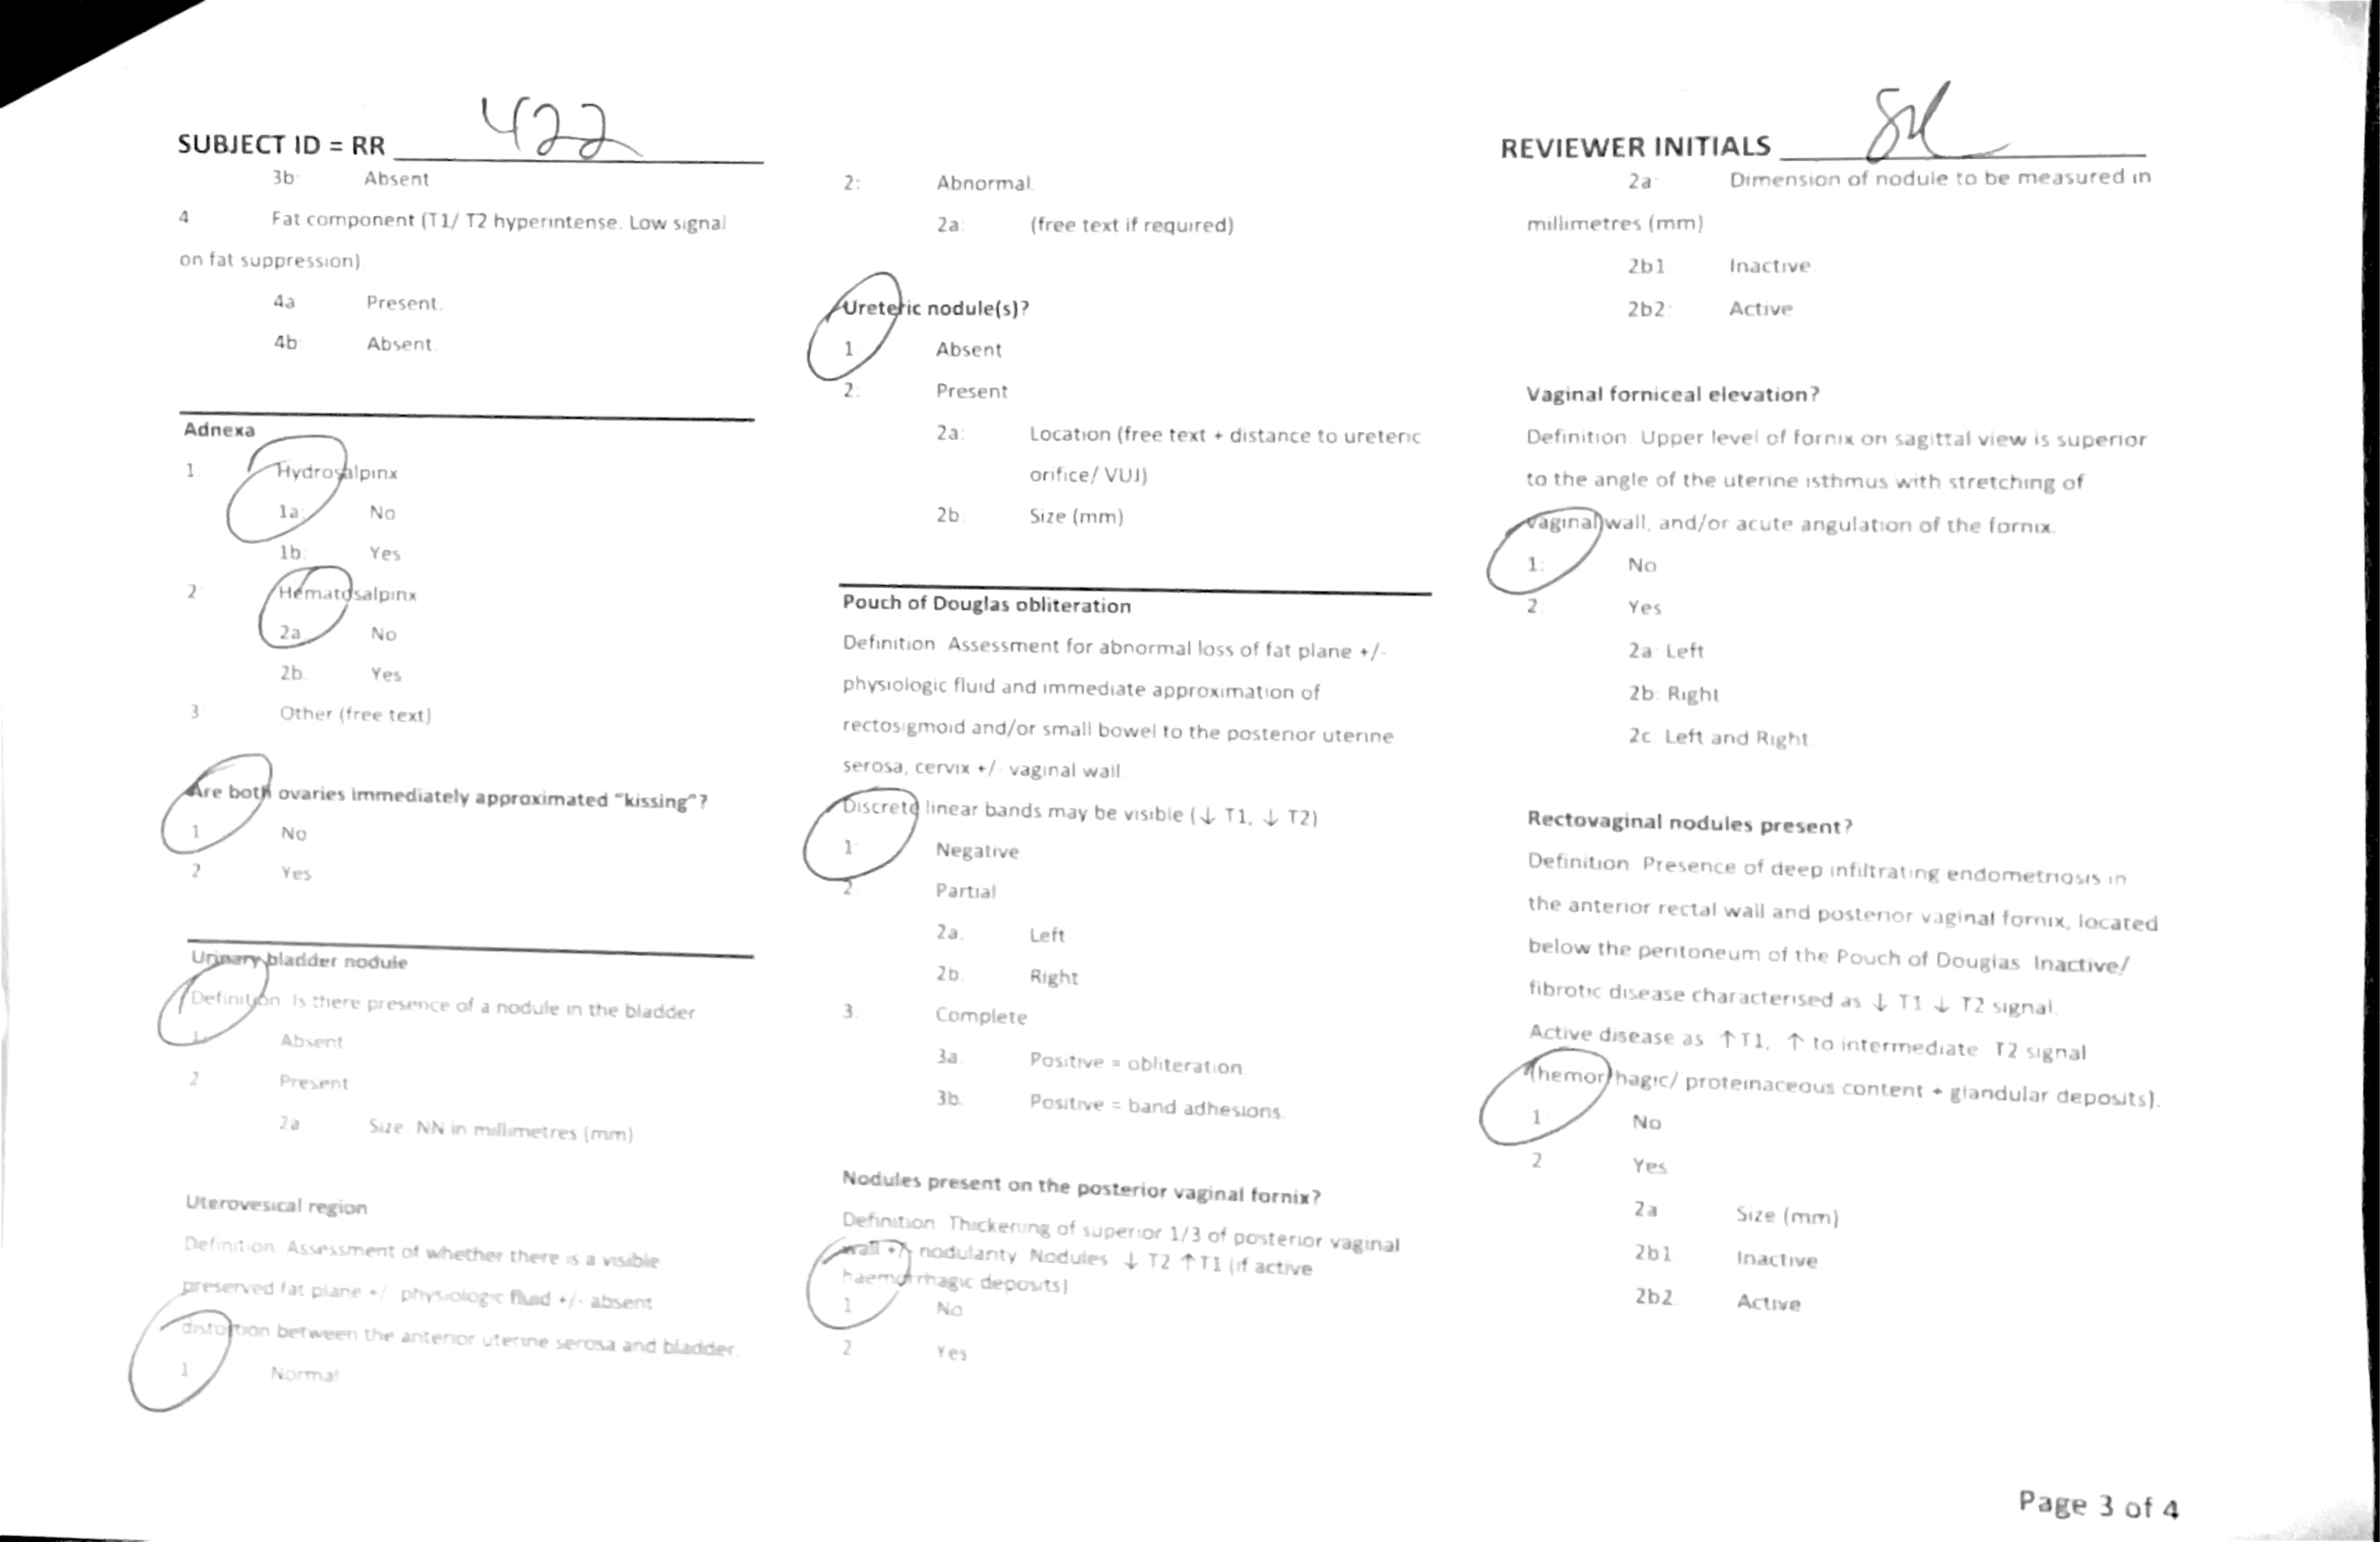 SUBJECT ID = RR 422
3b: Absent
4 Fat component (T1/ T2 hyperintense. Low signal
on fat suppression).
4a Present.
4b: Absent.
Adnexa
1: Hydrosalpinx
1a: No
1b: Yes
2 Hematosalpinx
2a No
2b. Yes
3 Other (free text)
Are both ovaries immediately approximated “kissing”?
1 No
2 Yes
Urinary bladder nodule
Definition Is there presence of a nodule in the bladder
1. Absent
2 Present
2a Size NN in millimetres (mm)
Uterovesical region
Definition Assessment of whether there is a visible
preserved fat plane +/ physiologic fluid +/- absent
distortion between the anterior uterine serosa and bladder.
1 Normal
2: Abnormal.
2a: (free text if required)
Ureteric nodule(s)?
1 Absent
2: Present
2a: Location (free text + distance to ureteric
orifice/ VUJ)
2b: Size (mm)
Pouch of Douglas obliteration
Definition Assessment for abnormal loss of fat plane +/-
physiologic fluid and immediate approximation of
rectosigmoid and/or small bowel to the posterior uterine
serosa, cervix +/- vaginal wall
Discrete linear bands may be visible (↓ T1, ↓ T2)
1: Negative
2. Partial
2a. Left
2b. Right
3. Complete
3a Positive = obliteration.
3b: Positive = band adhesions.
Nodules present on the posterior vaginal fornix?
Definition Thickening of superior 1/3 of posterior vaginal
wall +/- nodularity Nodules ↓ T2 ↑T1 (if active
haemorrhagic deposits)
1 No
2 Yes
REVIEWER INITIALS
2a: Dimension of nodule to be measured in
millimetres (mm)
2b1 Inactive
2b2: Active
Vaginal forniceal elevation?
Definition Upper level of fornix on sagittal view is superior
to the angle of the uterine isthmus with stretching of
vaginal wall, and/or acute angulation of the fornix.
1: No
2. Yes
2a: Left
2b: Right
2c Left and Right
Rectovaginal nodules present?
Definition Presence of deep infiltrating endometriosis in
the anterior rectal wall and posterior vaginal fornix, located
below the peritoneum of the Pouch of Douglas Inactive/
fibrotic disease characterised as ↓ T1 ↓ T2 signal.
Active disease as ↑T1, ↑ to intermediate T2 signal
(hemorrhagic/ proteinaceous content + glandular deposits).
1 No
2 Yes
2a Size (mm)
2b1 Inactive
2b2. Active
Page 3 of 4